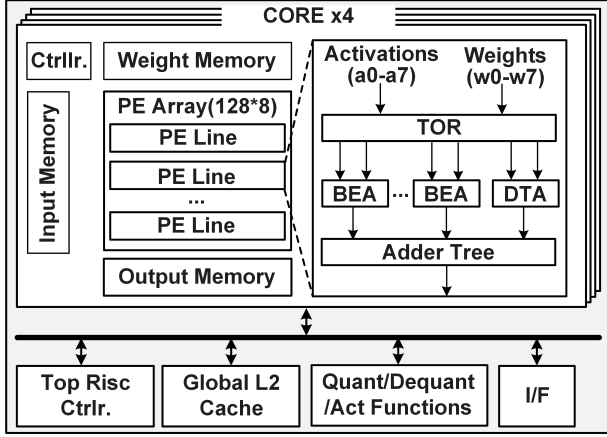 CORE x4
Ctrllr.
Weight Memory
Input Memory
PE Array(128*8)
PE Line
PE Line
...
PE Line
Output Memory
Activations
(a0-a7)
Weights
(w0-w7)
TOR
BEA ... BEA DTA
Adder Tree
Top Risc
Ctrlr.
Global L2
Cache
Quant/Dequant
/Act Functions
I/F